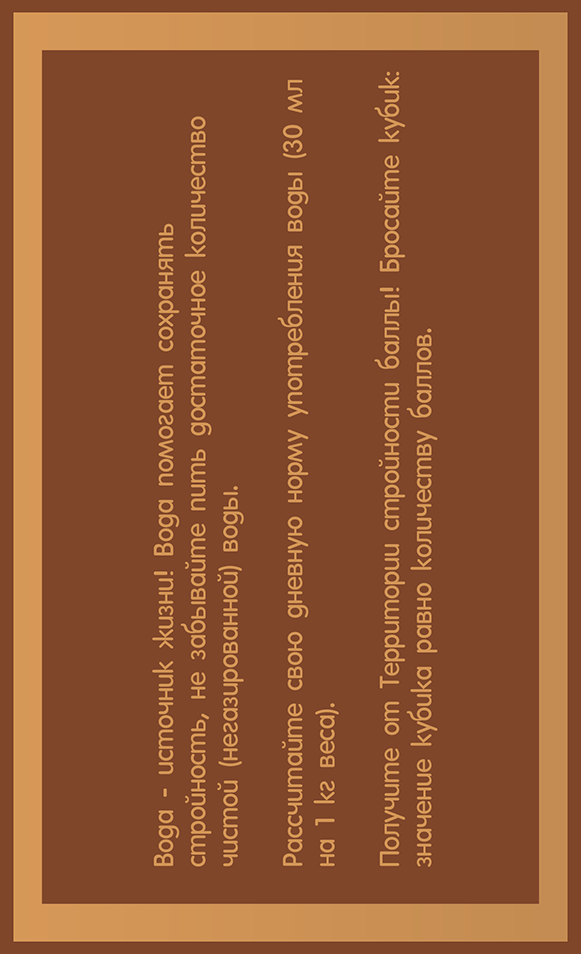 Вода - источник жизни! Вода помогает сохранять
стройность, не забывайте пить достаточное количество
чистой (негазированной) воды.
Рассчитайте свою дневную норму употребления воды (30 мл
на 1 кг веса).
Получите от Территории стройности баллы! Бросайте кубик:
значение кубика равно количеству баллов.